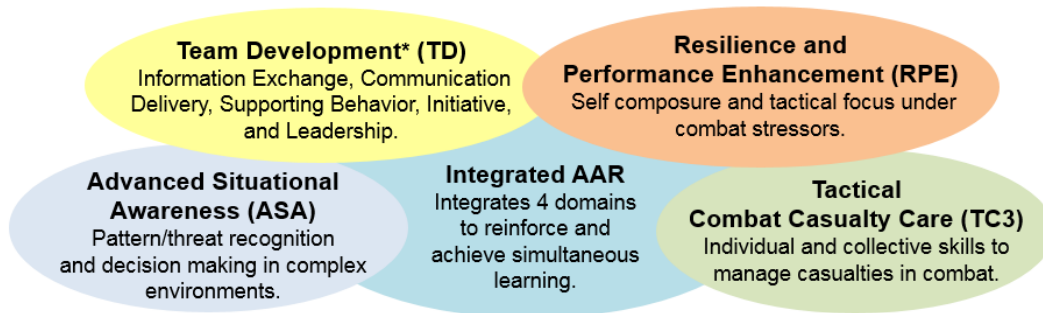 Team Development* (TD)
Information Exchange, Communication
Delivery, Supporting Behavior, Initiative,
and Leadership.
Resilience and
Performance Enhancement (RPE)
Self composure and tactical focus under
combat stressors.
Advanced Situational
Awareness (ASA)
Pattern/threat recognition
and decision making in complex
environments.
Integrated AAR
Integrates 4 domains
to reinforce and
achieve simultaneous
learning.
Tactical
Combat Casualty Care (TC3)
Individual and collective skills to
manage casualties in combat.